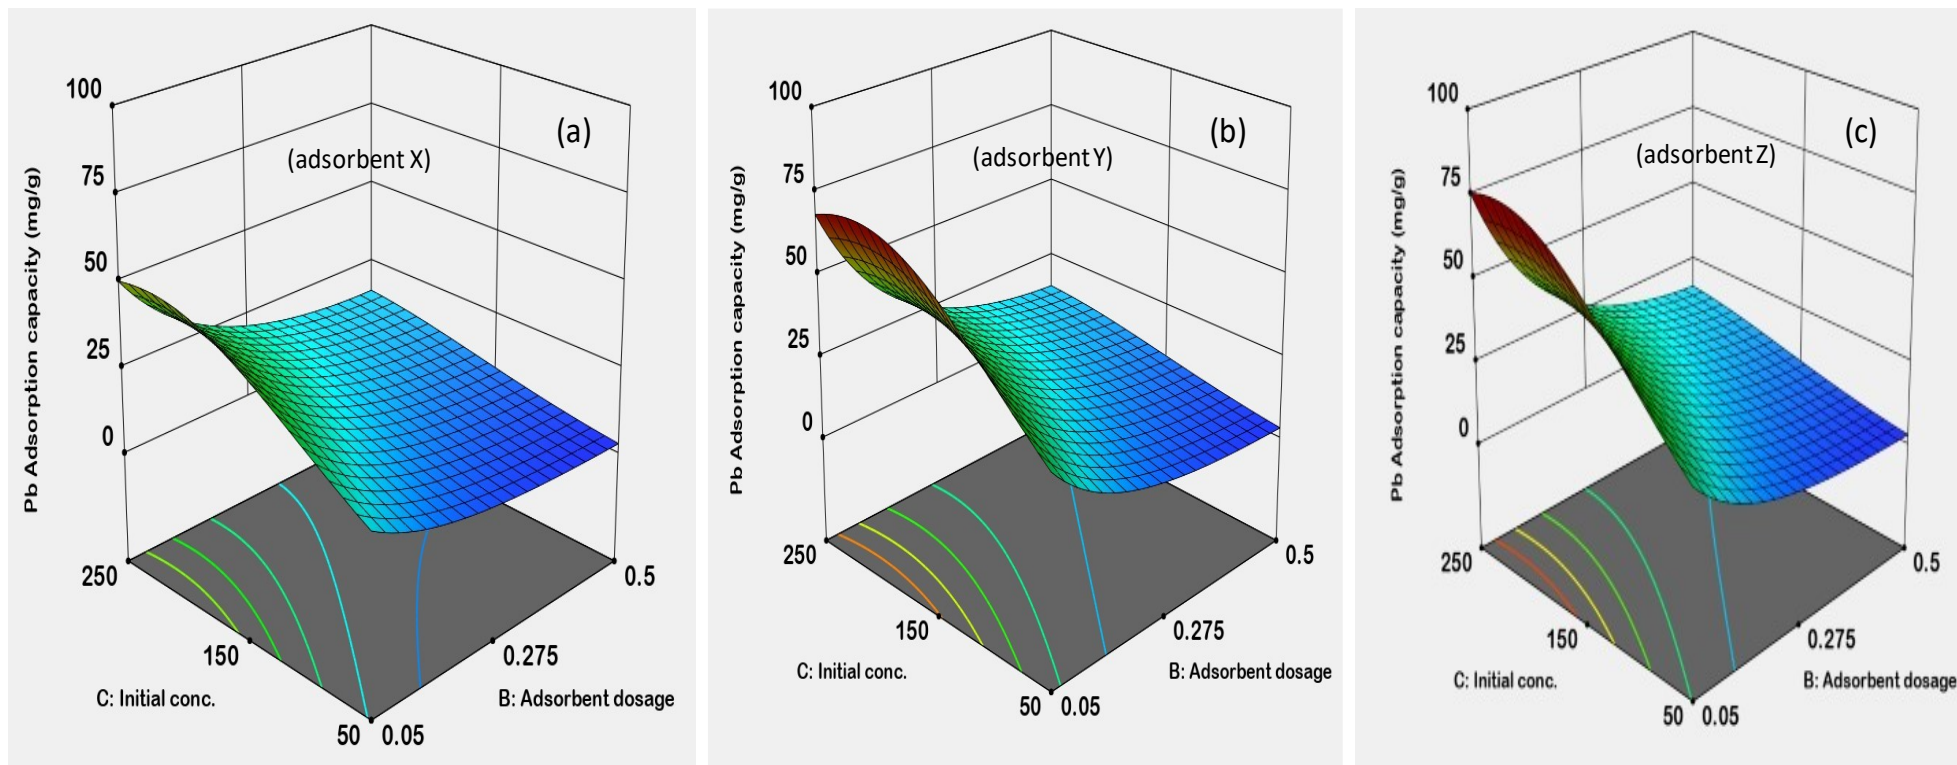 (a)
(adsorbent X)
Pb Adsorption capacity (mg/g)
100
75
50
25
0
250
150
50
0.05
0.275
0.5
C: Initial conc.
B: Adsorbent dosage
(b)
(adsorbent Y)
Pb Adsorption capacity (mg/g)
100
75
50
25
0
250
150
50
0.05
0.275
0.5
C: Initial conc.
B: Adsorbent dosage
(c)
(adsorbent Z)
Pb Adsorption capacity (mg/g)
100
75
50
25
0
250
150
50
0.05
0.275
0.5
C: Initial conc.
B: Adsorbent dosage